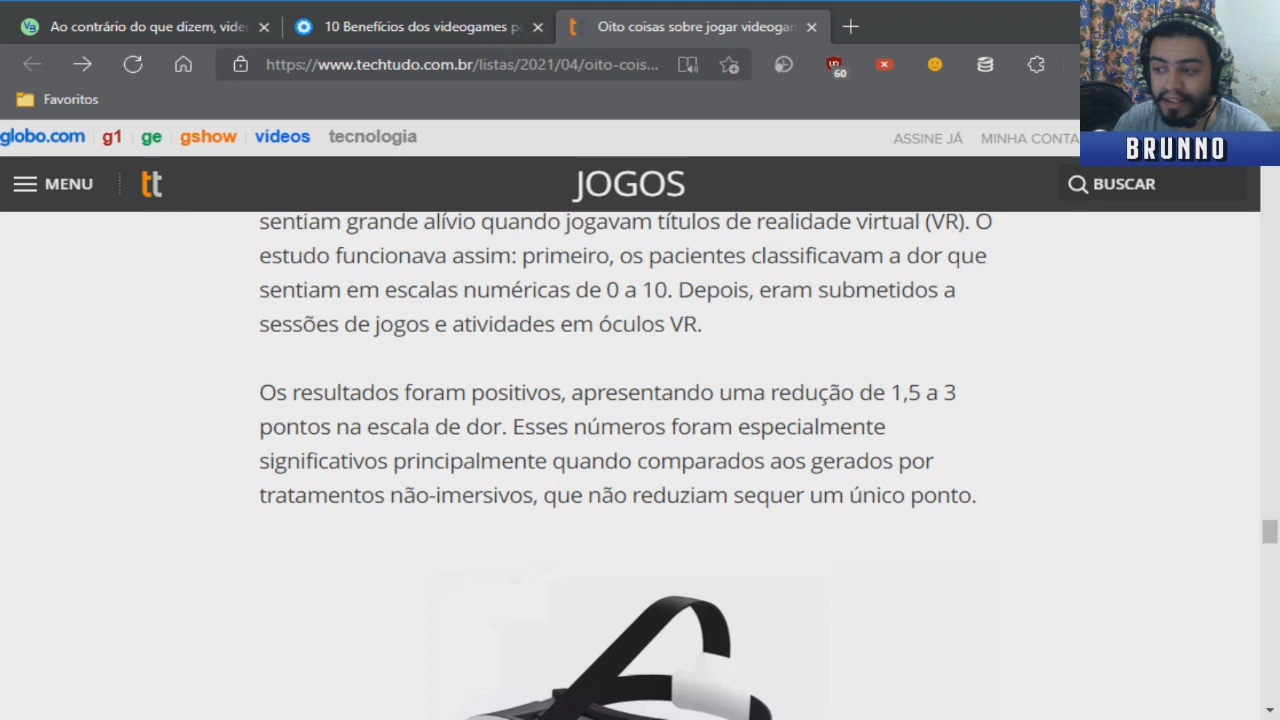 Ao contrário do que dizem, vide
10 Benefícios dos videogames p
Oito coisas sobre jogar videogan
https://www.techtudo.com.br/listas/2021/04/oito-cois...
60
Favoritos
globo.com g1 ge gshow vídeos tecnologia
ASSINE JÁ MINHA CONTA
BRUNNO
MENU
tt
JOGOS
BUSCAR
sentiam grande alívio quando jogavam títulos de realidade virtual (VR). O
estudo funcionava assim: primeiro, os pacientes classificavam a dor que
sentiam em escalas numéricas de 0 a 10. Depois, eram submetidos a
sessões de jogos e atividades em óculos VR.
Os resultados foram positivos, apresentando uma redução de 1,5 a 3
pontos na escala de dor. Esses números foram especialmente
significativos principalmente quando comparados aos gerados por
tratamentos não-imersivos, que não reduziam sequer um único ponto.